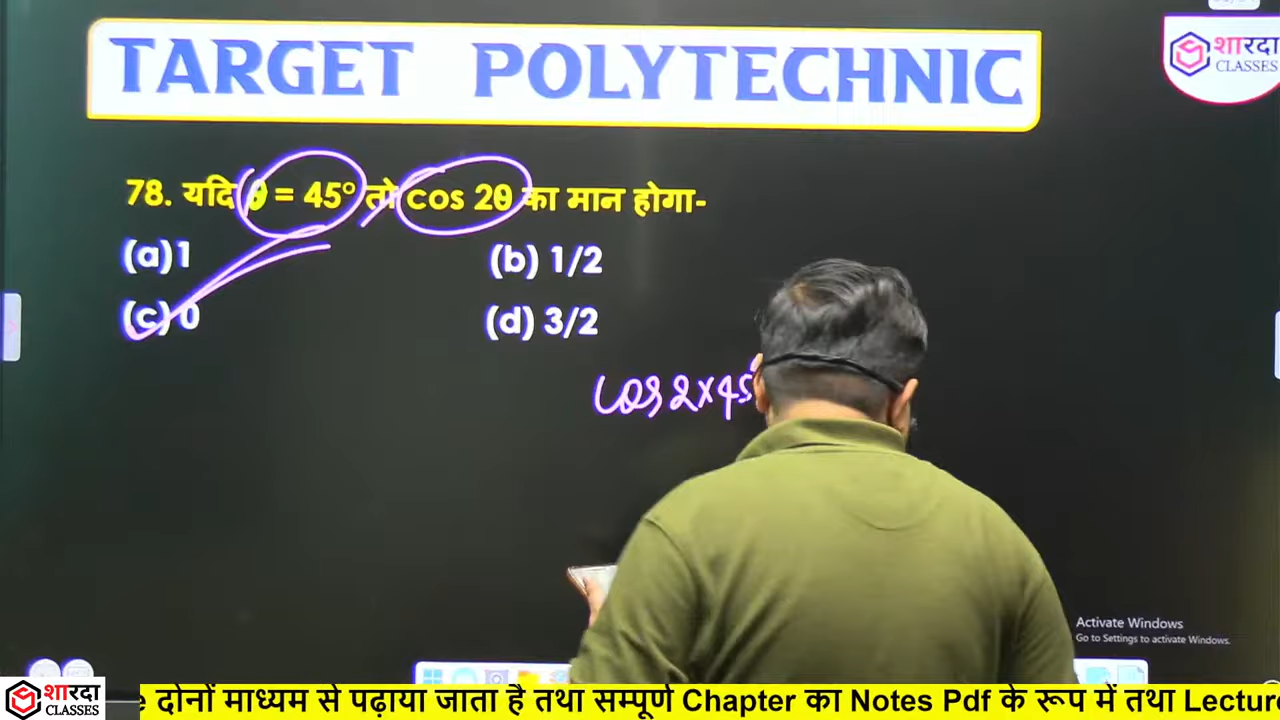 TARGET POLYTECHNIC
शारदा
CLASSES
78. यदि θ = 45° तो cos 2θ का मान होगा-
(a) 1
(b) 1/2
(c) 0
(d) 3/2
cos 2×45°
Activate Windows
Go to Settings to activate Windows.
शारदा
CLASSES
दोनों माध्यम से पढ़ाया जाता है तथा सम्पूर्ण Chapter का Notes Pdf के रूप में तथा Lecture